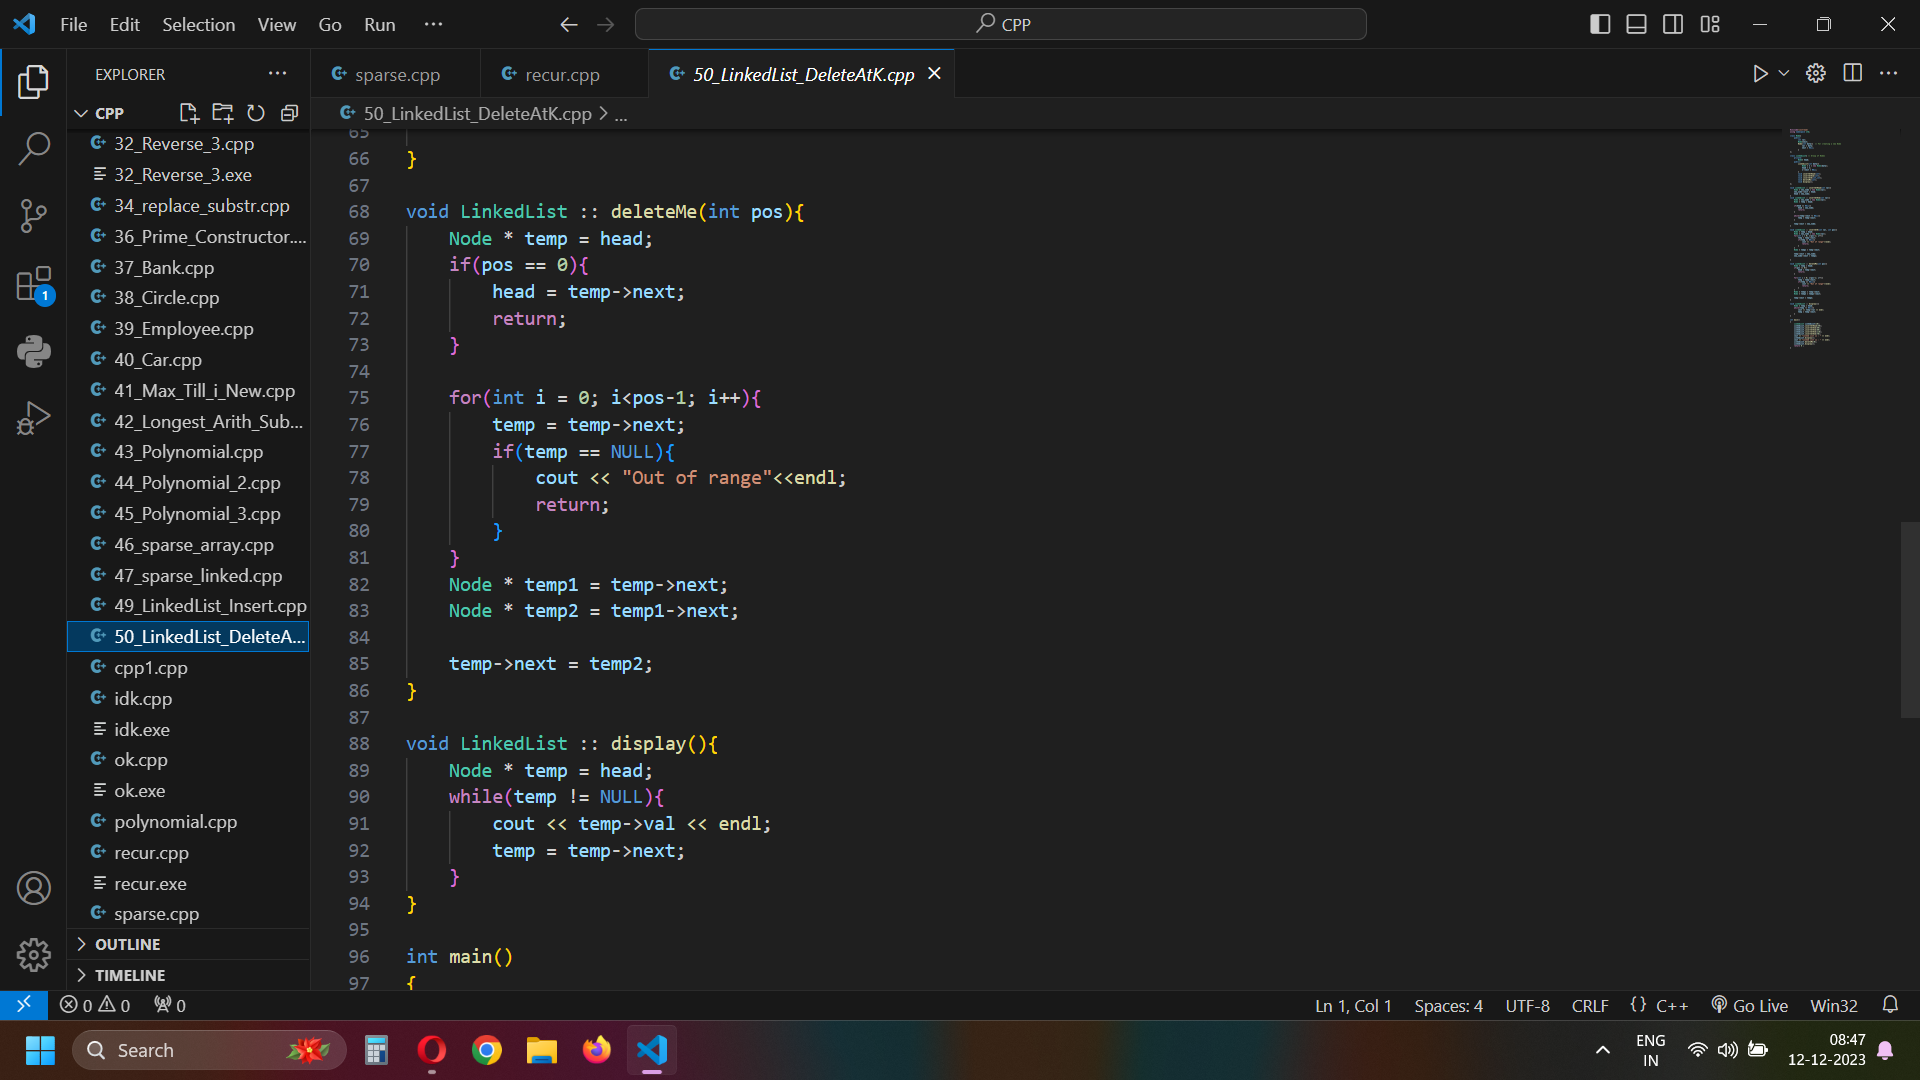 File Edit Selection View Go Run ...
CPP
EXPLORER ...
CPP
32_Reverse_3.cpp
32_Reverse_3.exe
34_replace_substr.cpp
36_Prime_Constructor....
37_Bank.cpp
38_Circle.cpp
39_Employee.cpp
40_Car.cpp
41_Max_Till_i_New.cpp
42_Longest_Arith_Sub...
43_Polynomial.cpp
44_Polynomial_2.cpp
45_Polynomial_3.cpp
46_sparse_array.cpp
47_sparse_linked.cpp
49_LinkedList_Insert.cpp
50_LinkedList_DeleteA...
cpp1.cpp
idk.cpp
idk.exe
ok.cpp
ok.exe
polynomial.cpp
recur.cpp
recur.exe
sparse.cpp
OUTLINE
TIMELINE
1
sparse.cpp recur.cpp 50_LinkedList_DeleteAtK.cpp
50_LinkedList_DeleteAtK.cpp > ...
65
66 }
67
68 void LinkedList :: deleteMe(int pos){
69 Node * temp = head;
70 if(pos == 0){
71 head = temp->next;
72 return;
73 }
74
75 for(int i = 0; i<pos-1; i++){
76 temp = temp->next;
77 if(temp == NULL){
78 cout << "Out of range"<<endl;
79 return;
80 }
81 }
82 Node * temp1 = temp->next;
83 Node * temp2 = temp1->next;
84
85 temp->next = temp2;
86 }
87
88 void LinkedList :: display(){
89 Node * temp = head;
90 while(temp != NULL){
91 cout << temp->val << endl;
92 temp = temp->next;
93 }
94 }
95
96 int main()
97 {
0 0 0
Ln 1, Col 1 Spaces: 4 UTF-8 CRLF {} C++ Go Live Win32
Search
ENG
IN
08:47
12-12-2023